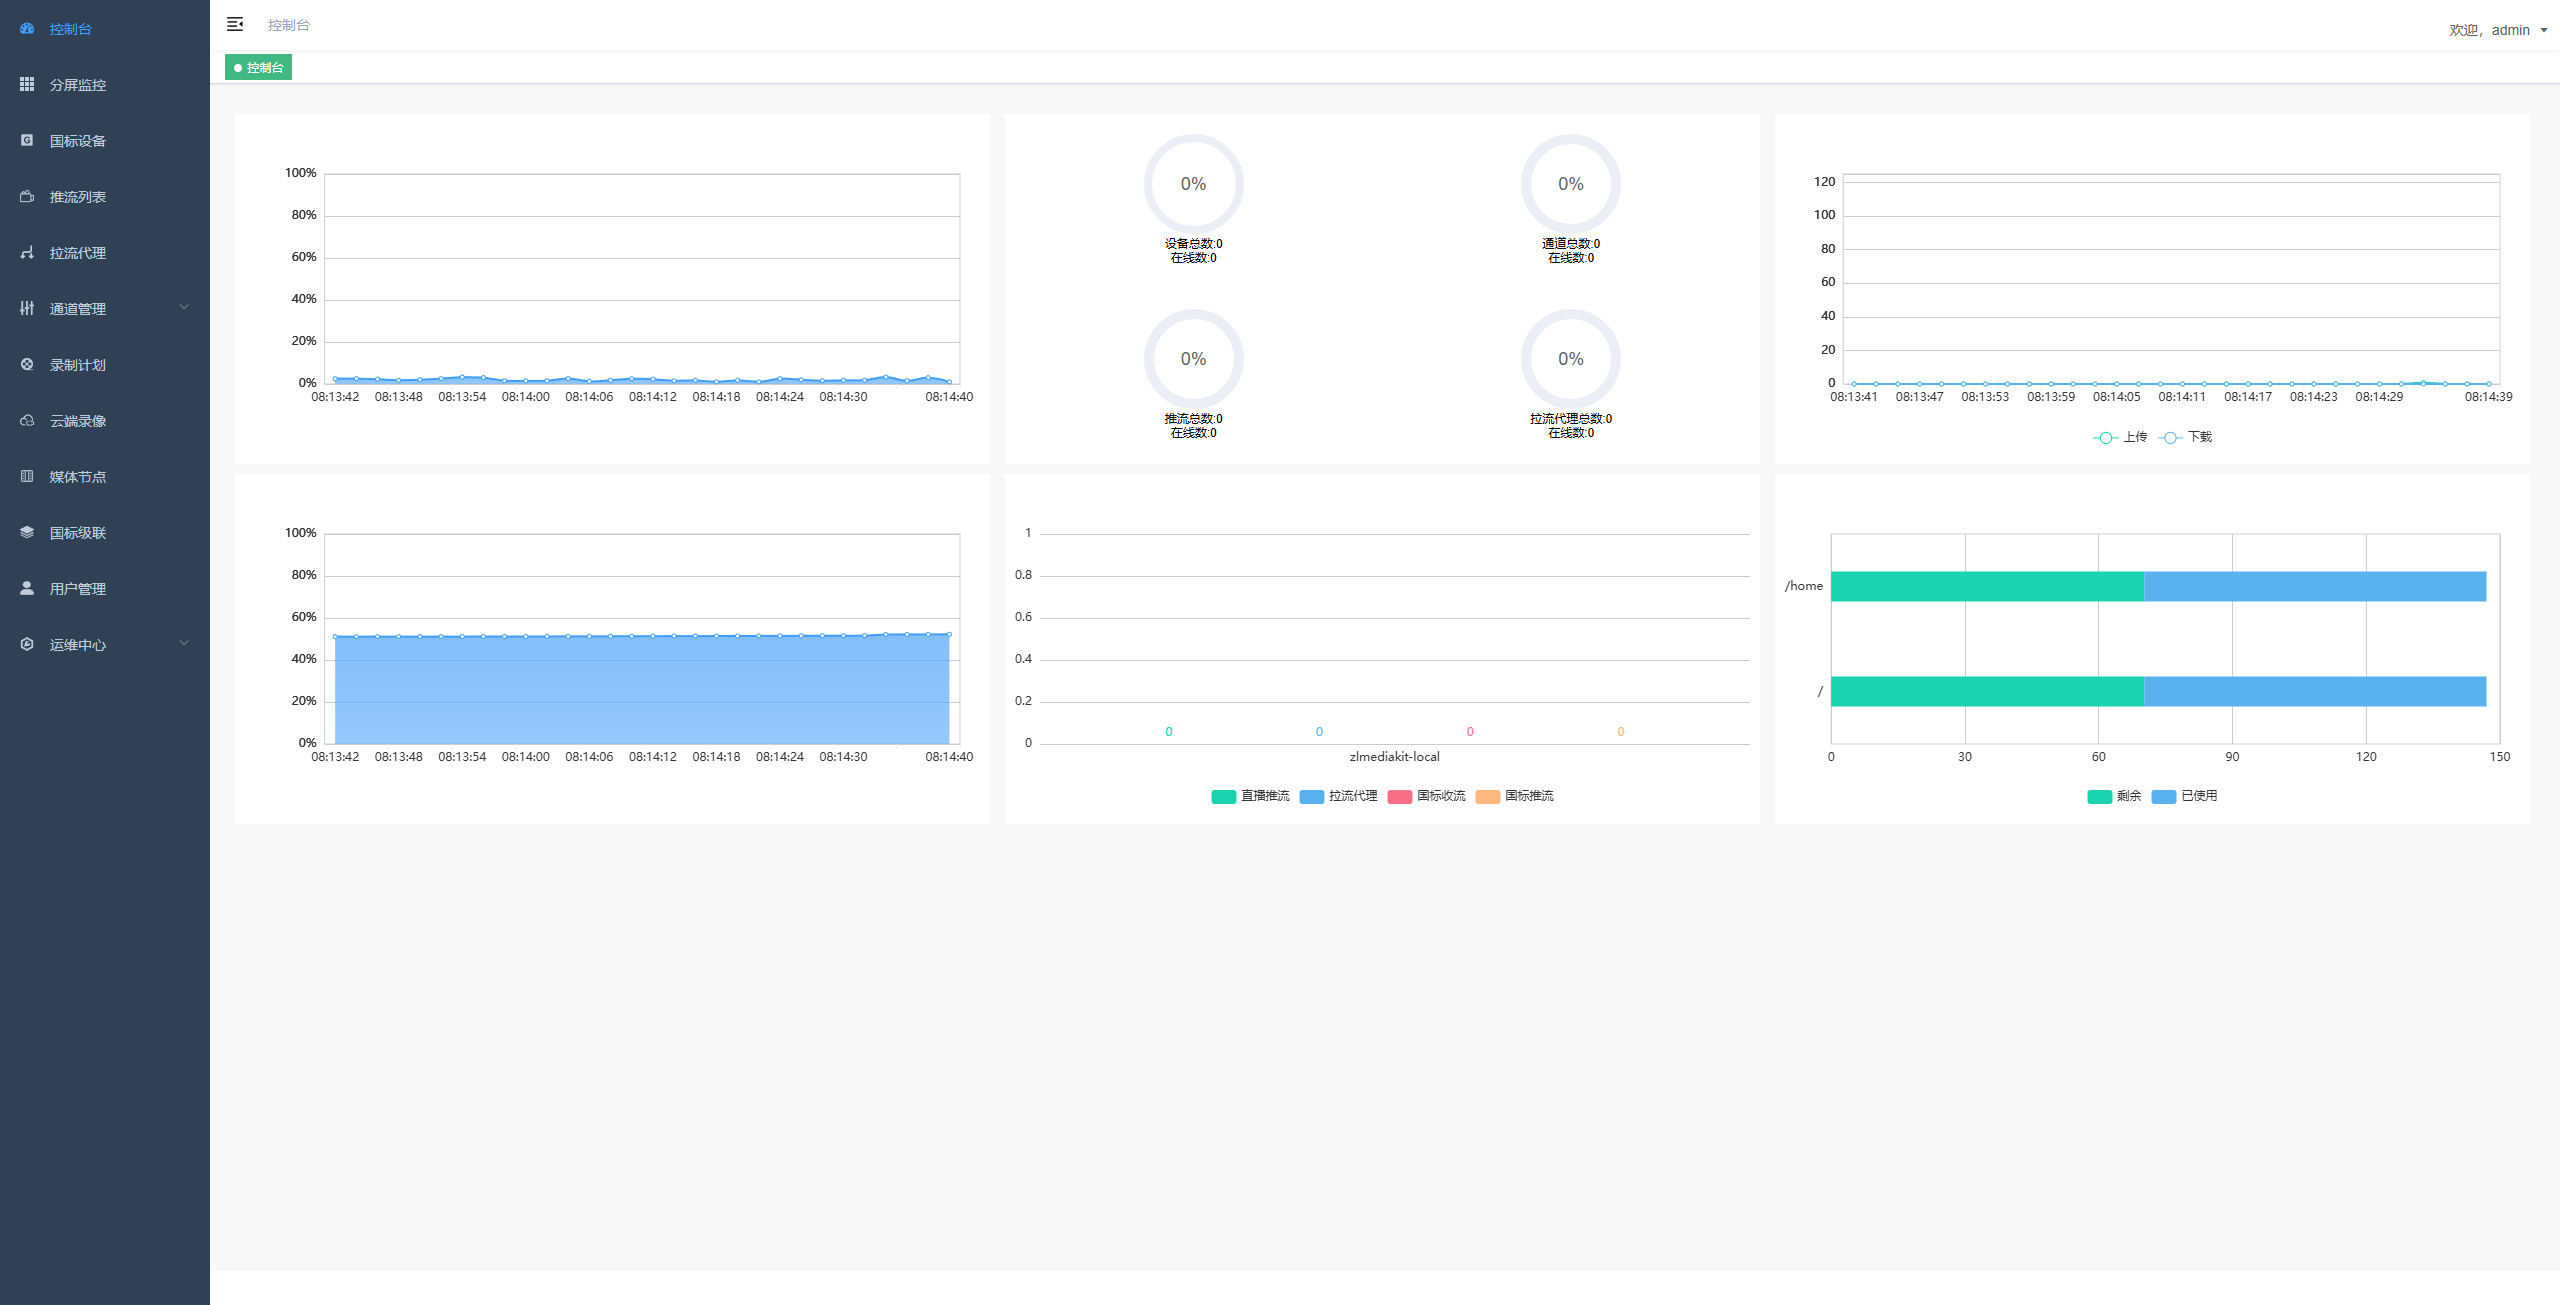 控制台
分屏监控
国标设备
推流列表
拉流代理
通道管理
录制计划
云端录像
媒体节点
国标级联
用户管理
运维中心
控制台
欢迎，admin
控制台
100%
80%
60%
40%
20%
0%
08:13:42 08:13:48 08:13:54 08:14:00 08:14:06 08:14:12 08:14:18 08:14:24 08:14:30 08:14:40
0%
设备总数:0
在线数:0
0%
通道总数:0
在线数:0
0%
推流总数:0
在线数:0
0%
拉流代理总数:0
在线数:0
120
100
80
60
40
20
0
08:13:41 08:13:47 08:13:53 08:13:59 08:14:05 08:14:11 08:14:17 08:14:23 08:14:29 08:14:39
上传 下载
100%
80%
60%
40%
20%
0%
08:13:42 08:13:48 08:13:54 08:14:00 08:14:06 08:14:12 08:14:18 08:14:24 08:14:30 08:14:40
1
0.8
0.6
0.4
0.2
0
0 0 0 0
zlmediakit-local
直播推流 拉流代理 国标收流 国标推流
/home
/
0 30 60 90 120 150
剩余 已使用